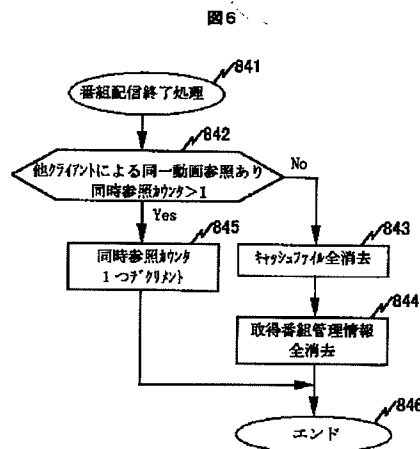 図6
841
番組配信終了処理
842
他クライアントによる同一動画参照あり
同時参照カウンタ>1
No
Yes
845
843
同時参照カウンタ
1つデクリメント
キャッシュファイル全消去
844
取得番組管理情報
全消去
846
エンド